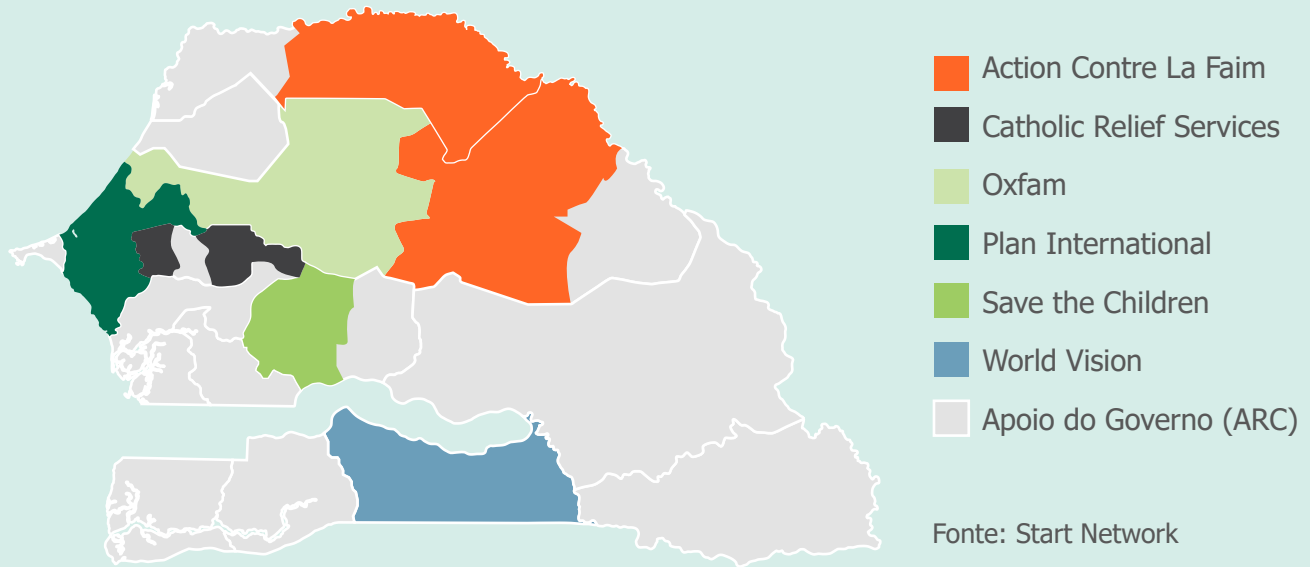 Action Contre La Faim
Catholic Relief Services
Oxfam
Plan International
Save the Children
World Vision
Apoio do Governo (ARC)
Fonte: Start Network